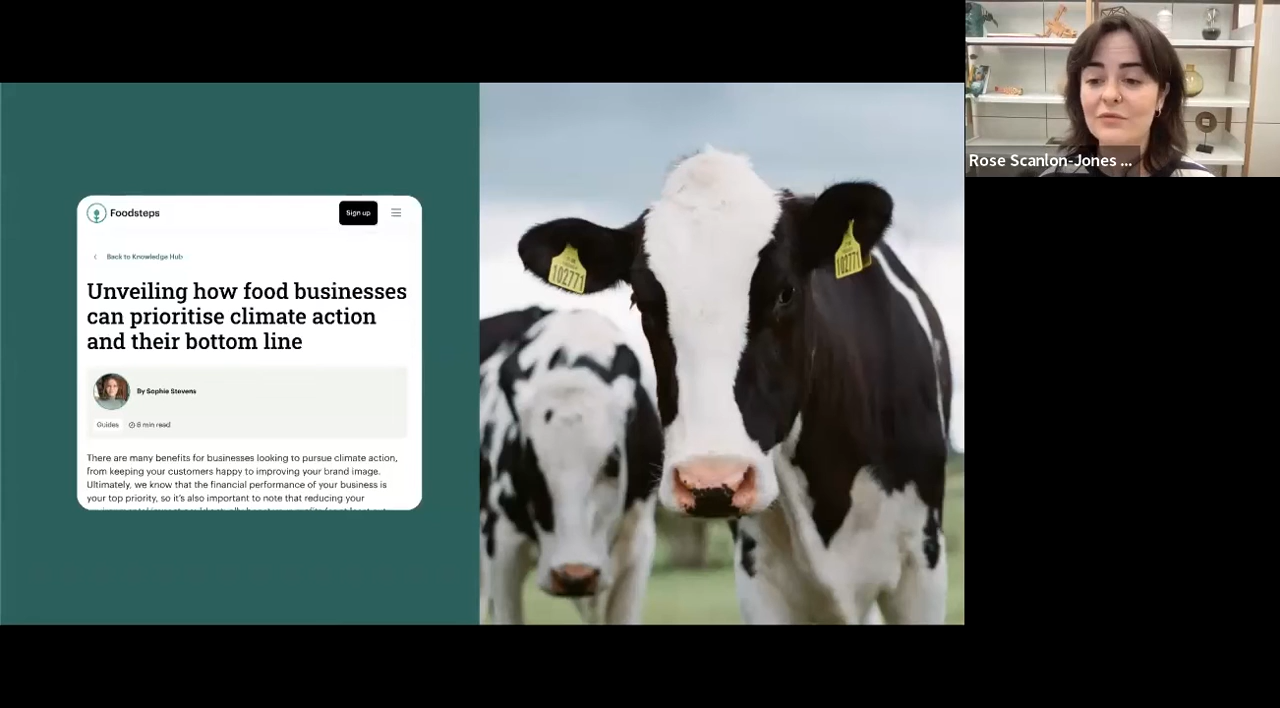 Foodsteps
Sign up
Back to Knowledge Hub
Unveiling how food businesses
can prioritise climate action
and their bottom line
By Sophie Stevens
Guides
6 min read
There are many benefits for businesses looking to pursue climate action,
from keeping your customers happy to improving your brand image.
Ultimately, we know that the financial performance of your business is
your top priority, so it's also important to note that reducing your
102771
102771
Rose Scanlon-Jones ...